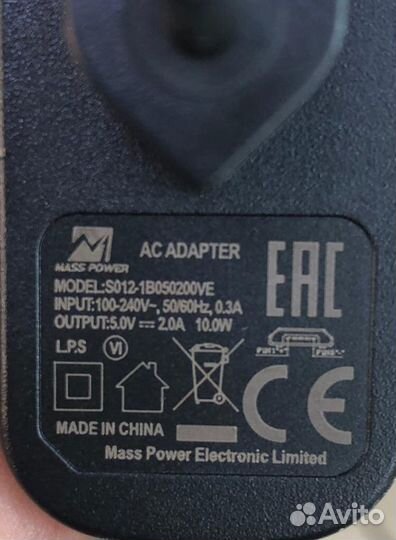 AC ADAPTER
MASS POWER
MODEL:S012-1B050200VE
INPUT:100-240V~, 50/60Hz, 0.3A
OUTPUT:5.0V⎓2.0A 10.0W
EAC
L.P.S VI
CE
MADE IN CHINA
Mass Power Electronic Limited
Avito